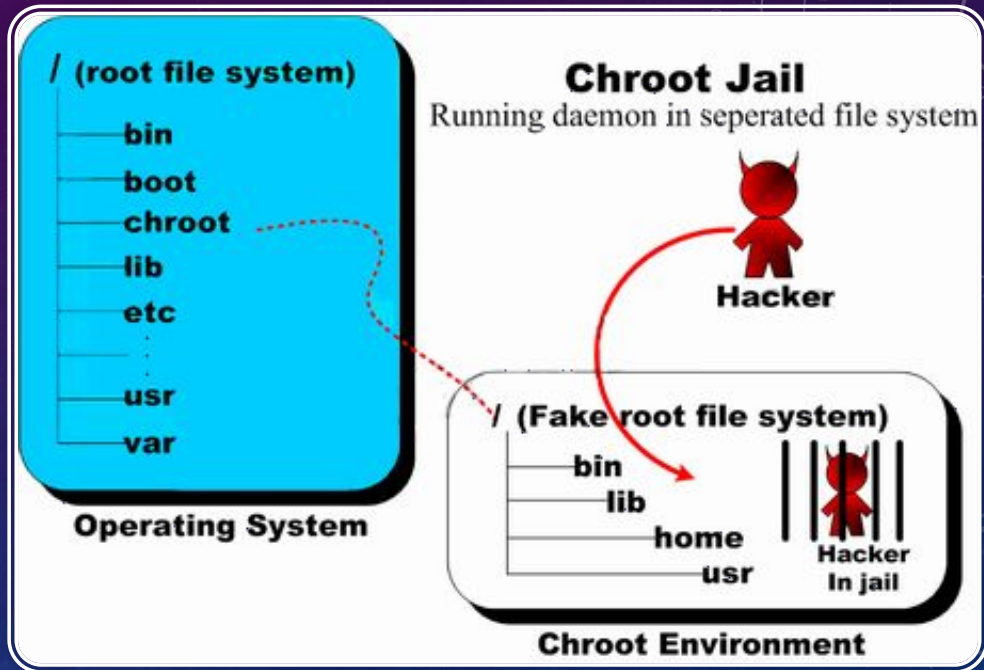 / (root file system)
bin
boot
chroot
lib
etc
usr
var
Operating System
Chroot Jail
Running daemon in seperated file system
Hacker
/ (Fake root file system)
bin
lib
home
usr
Hacker
In jail
Chroot Environment